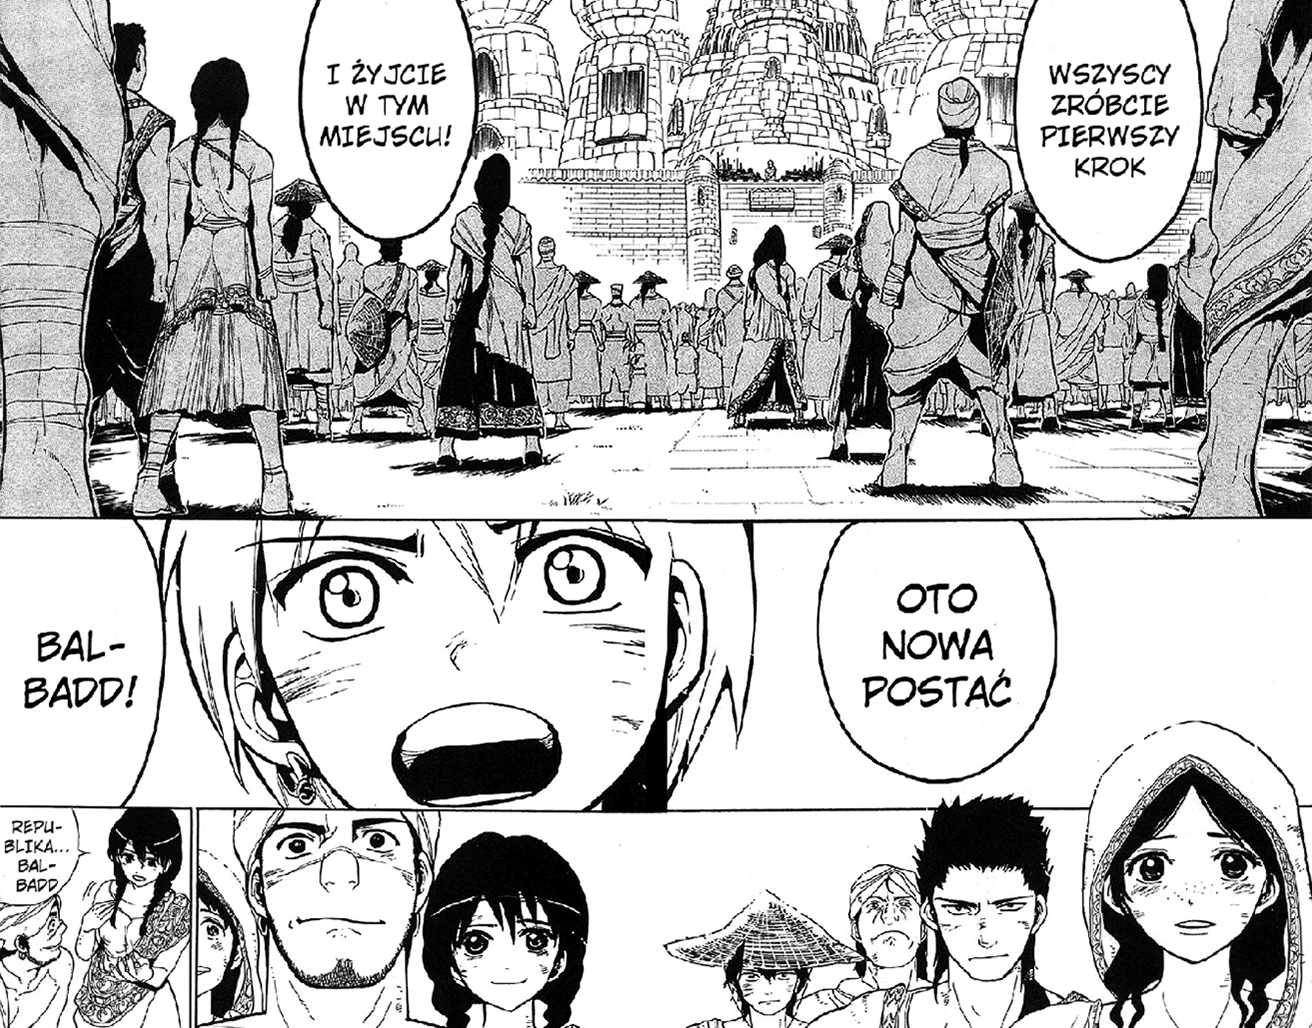 WSZYSCY
ZRÓBCIE
PIERWSZY
KROK
I ŻYJCIE
W TYM
MIEJSCU!
OTO
NOWA
POSTAĆ
BAL-
BADD!
REPU-
BLIKA...
BAL-
BADD